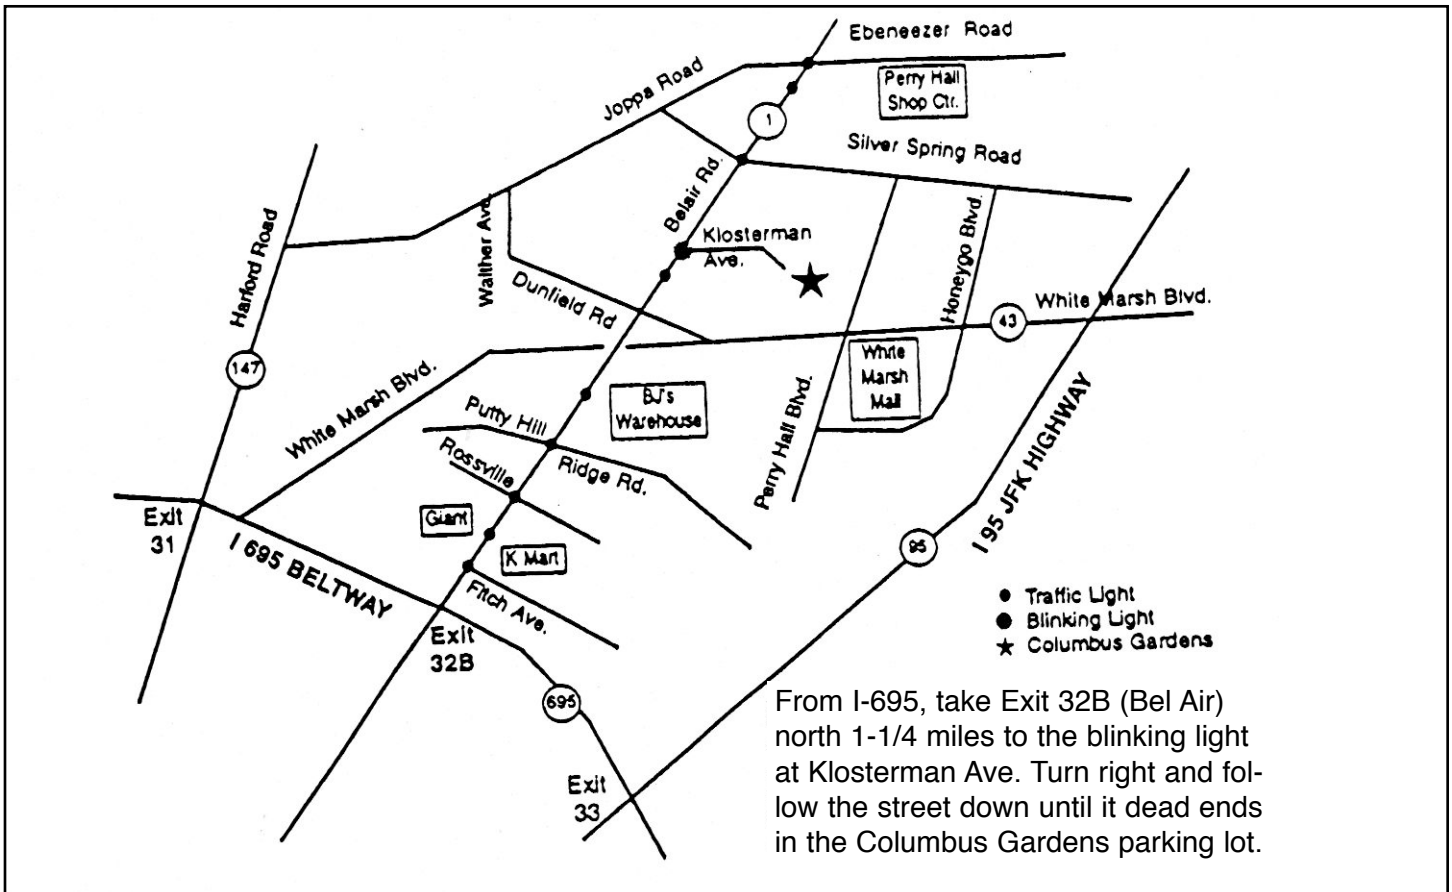 Ebeneezer Road
Joppa Road
Perry Hall
Shop Ctr.
1
Silver Spring Road
Belair Rd.
Harford Road
Walther Ave.
Klosterman
Ave.
Honeygo Blvd.
Dunfield Rd
43
White Marsh Blvd.
147
White Marsh Blvd.
White
Marsh
Mall
BJ's
Warehouse
Putty Hill
Perry Hall Blvd.
Rossville
Ridge Rd.
I 95 JFK HIGHWAY
Exit
31
Giant
K Mart
95
I 695 BELTWAY
Fitch Ave.
Traffic Light
Blinking Light
Columbus Gardens
Exit
32B
695
Exit
33
From I-695, take Exit 32B (Bel Air)
north 1-1/4 miles to the blinking light
at Klosterman Ave. Turn right and fol-
low the street down until it dead ends
in the Columbus Gardens parking lot.